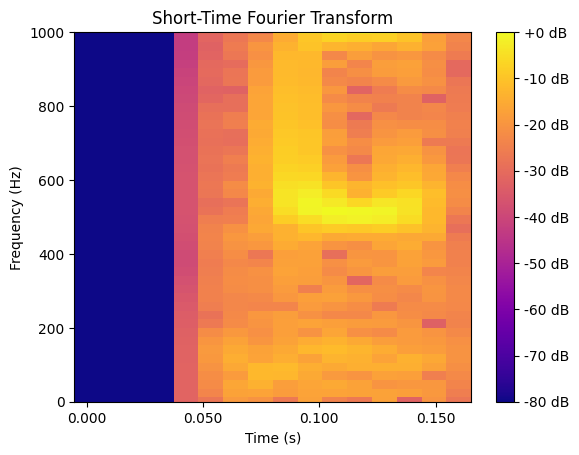 Short-Time Fourier Transform
1000
800
600
400
200
0
Frequency (Hz)
0.000
0.050
0.100
0.150
Time (s)
+0 dB
-10 dB
-20 dB
-30 dB
-40 dB
-50 dB
-60 dB
-70 dB
-80 dB